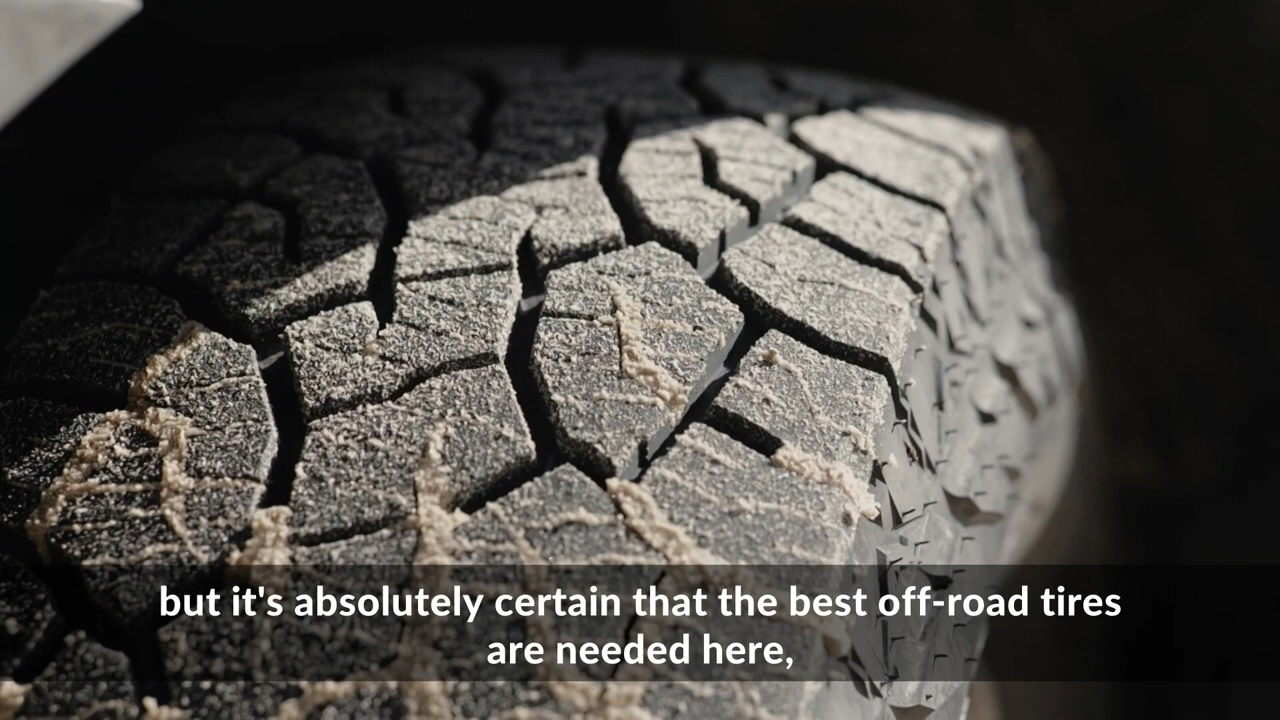 but it's absolutely certain that the best off-road tires
are needed here,